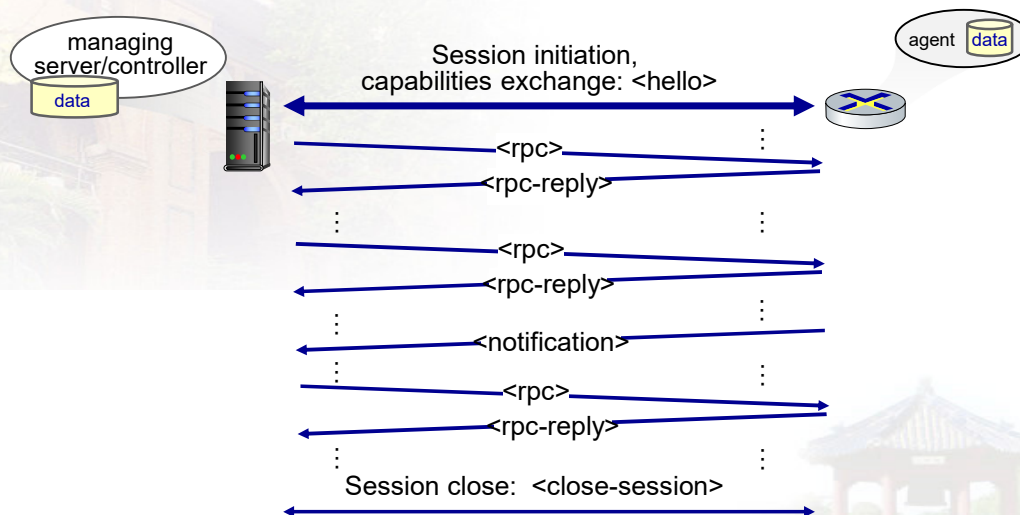 managing
server/controller
data
agent
data
Session initiation,
capabilities exchange: <hello>
<rpc>
<rpc-reply>
<rpc>
<rpc-reply>
<notification>
<rpc>
<rpc-reply>
Session close: <close-session>